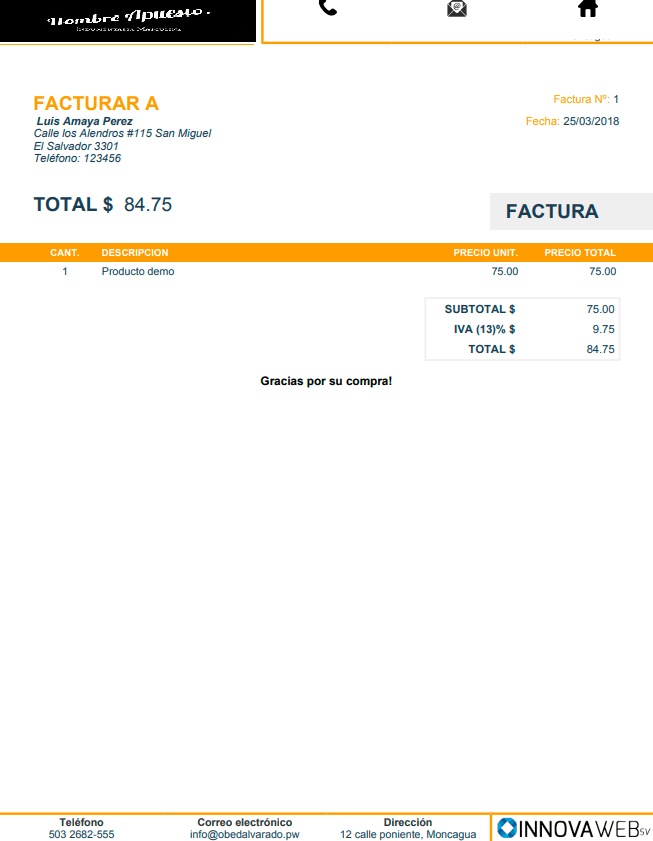 Hombre Apuesto.
FACTURAR A
Factura Nº: 1
Luis Amaya Perez
Fecha: 25/03/2018
Calle los Alendros #115 San Miguel
El Salvador 3301
Teléfono: 123456
TOTAL $ 84.75
FACTURA
CANT. DESCRIPCION PRECIO UNIT. PRECIO TOTAL
1 Producto demo 75.00 75.00
SUBTOTAL $ 75.00
IVA (13)% $ 9.75
TOTAL $ 84.75
Gracias por su compra!
Teléfono Correo electrónico Dirección
503 2682-555 info@obedalvarado.pw 12 calle poniente, Moncagua
INNOVAWEBSV